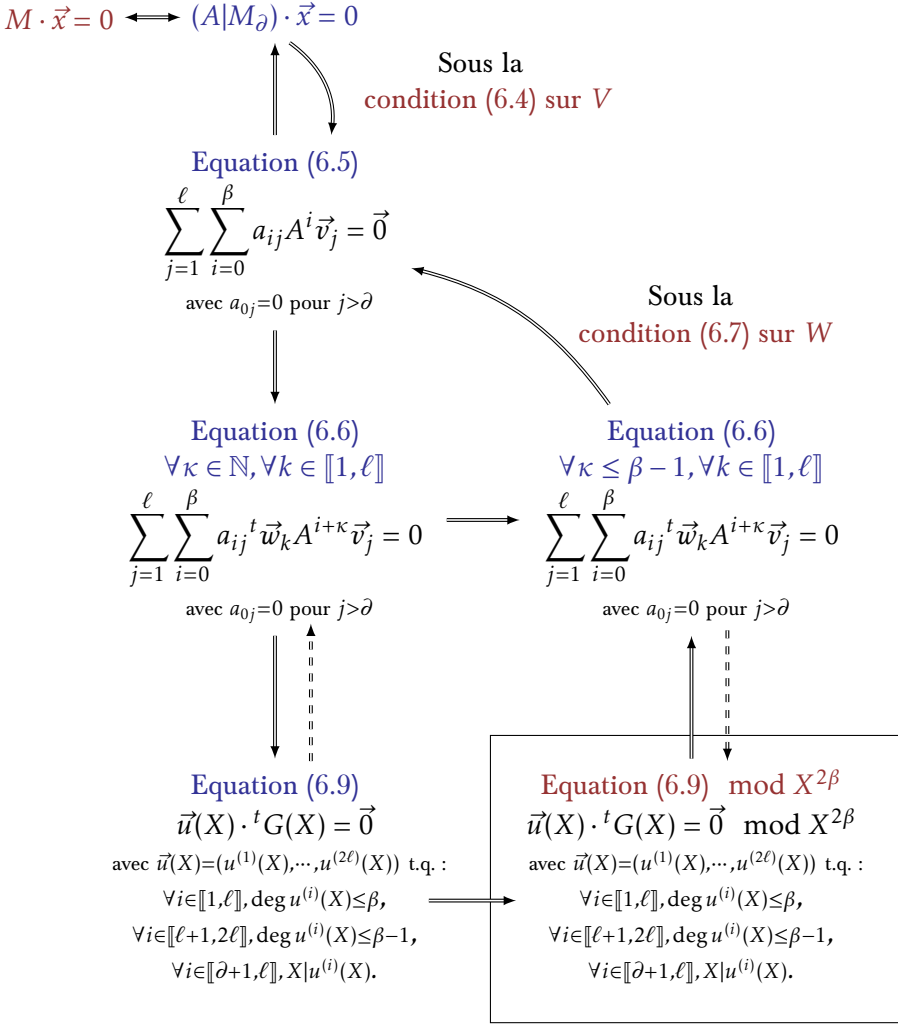 M · x⃗ = 0 ⟷ (A|M_∂) · x⃗ = 0
Sous la
condition (6.4) sur V
Equation (6.5)
∑_{j=1}^{ℓ} ∑_{i=0}^{β} a_{ij} A^i v⃗_j = 0⃗
avec a_{0j}=0 pour j>∂
Sous la
condition (6.7) sur W
Equation (6.6)
∀κ ∈ ℕ, ∀k ∈ ⟦1,ℓ⟧
∑_{j=1}^{ℓ} ∑_{i=0}^{β} a_{ij} ^t w⃗_k A^{i+κ} v⃗_j = 0
avec a_{0j}=0 pour j>∂
Equation (6.6)
∀κ ≤ β − 1, ∀k ∈ ⟦1,ℓ⟧
∑_{j=1}^{ℓ} ∑_{i=0}^{β} a_{ij} ^t w⃗_k A^{i+κ} v⃗_j = 0
avec a_{0j}=0 pour j>∂
Equation (6.9)
u⃗(X) · ^t G(X) = 0⃗
avec u⃗(X)=(u^{(1)}(X),⋯,u^{(2ℓ)}(X)) t.q. :
∀i∈⟦1,ℓ⟧, deg u^{(i)}(X)≤β,
∀i∈⟦ℓ+1,2ℓ⟧, deg u^{(i)}(X)≤β−1,
∀i∈⟦∂+1,ℓ⟧, X|u^{(i)}(X).
Equation (6.9) mod X^{2β}
u⃗(X) · ^t G(X) = 0⃗ mod X^{2β}
avec u⃗(X)=(u^{(1)}(X),⋯,u^{(2ℓ)}(X)) t.q. :
∀i∈⟦1,ℓ⟧, deg u^{(i)}(X)≤β,
∀i∈⟦ℓ+1,2ℓ⟧, deg u^{(i)}(X)≤β−1,
∀i∈⟦∂+1,ℓ⟧, X|u^{(i)}(X).